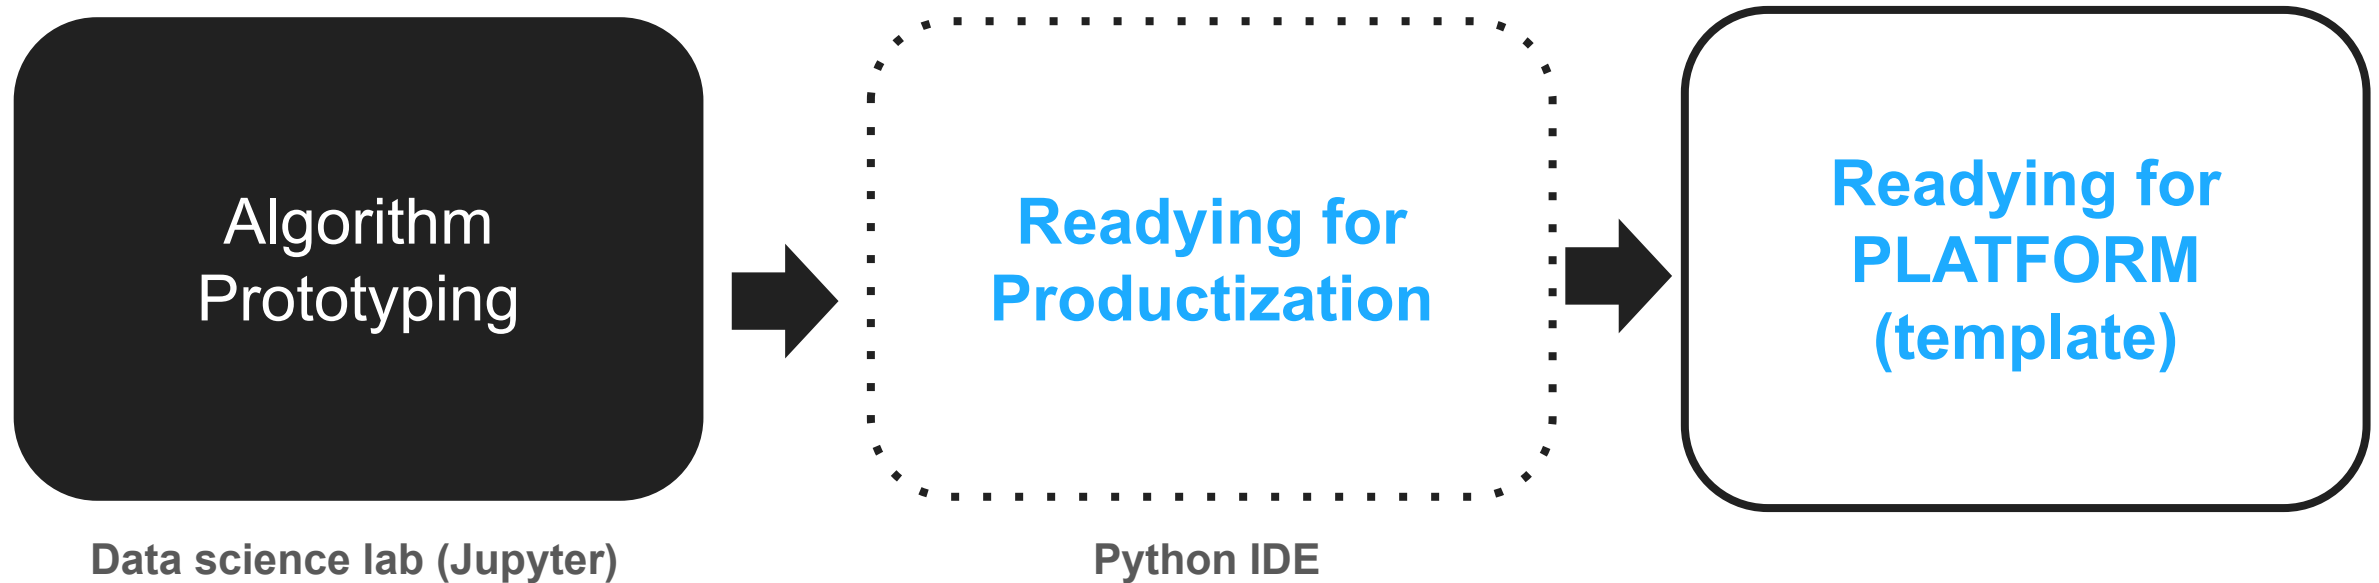 Algorithm
Prototyping
Readying for
Productization
Readying for
PLATFORM
(template)
Data science lab (Jupyter)
Python IDE